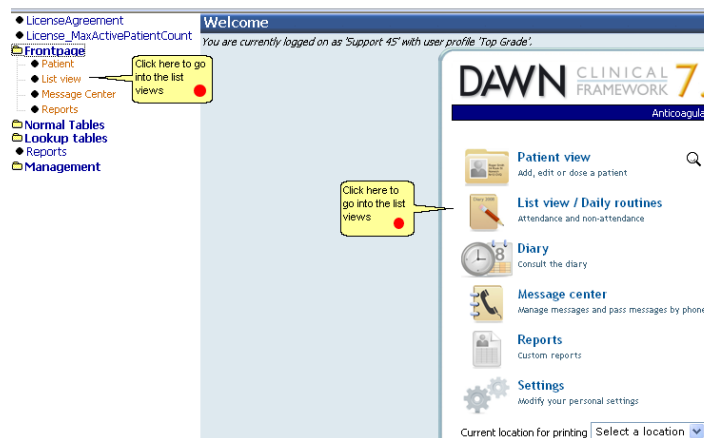 LicenseAgreement
License_MaxActivePatientCount
Frontpage
Patient
List view
Message Center
Reports
Normal Tables
Lookup tables
Reports
Management
Click here to go
into the list
views
Welcome
You are currently logged on as 'Support 45' with user profile 'Top Grade'.
DAWN CLINICAL FRAMEWORK 7.
Anticoagula
Patient view
Add, edit or dose a patient
Click here to
go into the list
views
List view / Daily routines
Attendance and non-attendance
Diary
Consult the diary
Message center
Manage messages and pass messages by phone
Reports
Custom reports
Settings
Modify your personal settings
Current location for printing Select a location